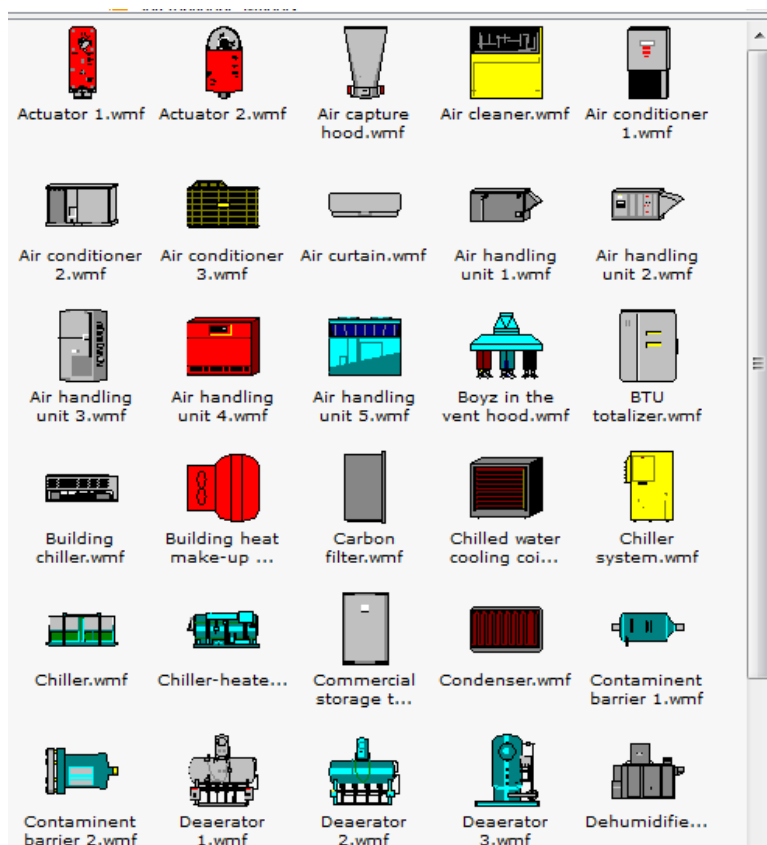 Actuator 1.wmf Actuator 2.wmf Air capture hood.wmf Air cleaner.wmf Air conditioner 1.wmf
Air conditioner 2.wmf Air conditioner 3.wmf Air curtain.wmf Air handling unit 1.wmf Air handling unit 2.wmf
Air handling unit 3.wmf Air handling unit 4.wmf Air handling unit 5.wmf Boyz in the vent hood.wmf BTU totalizer.wmf
Building chiller.wmf Building heat make-up ... Carbon filter.wmf Chilled water cooling coi... Chiller system.wmf
Chiller.wmf Chiller-heate... Commercial storage t... Condenser.wmf Contaminent barrier 1.wmf
Contaminent barrier 2.wmf Deaerator 1.wmf Deaerator 2.wmf Deaerator 3.wmf Dehumidifie...